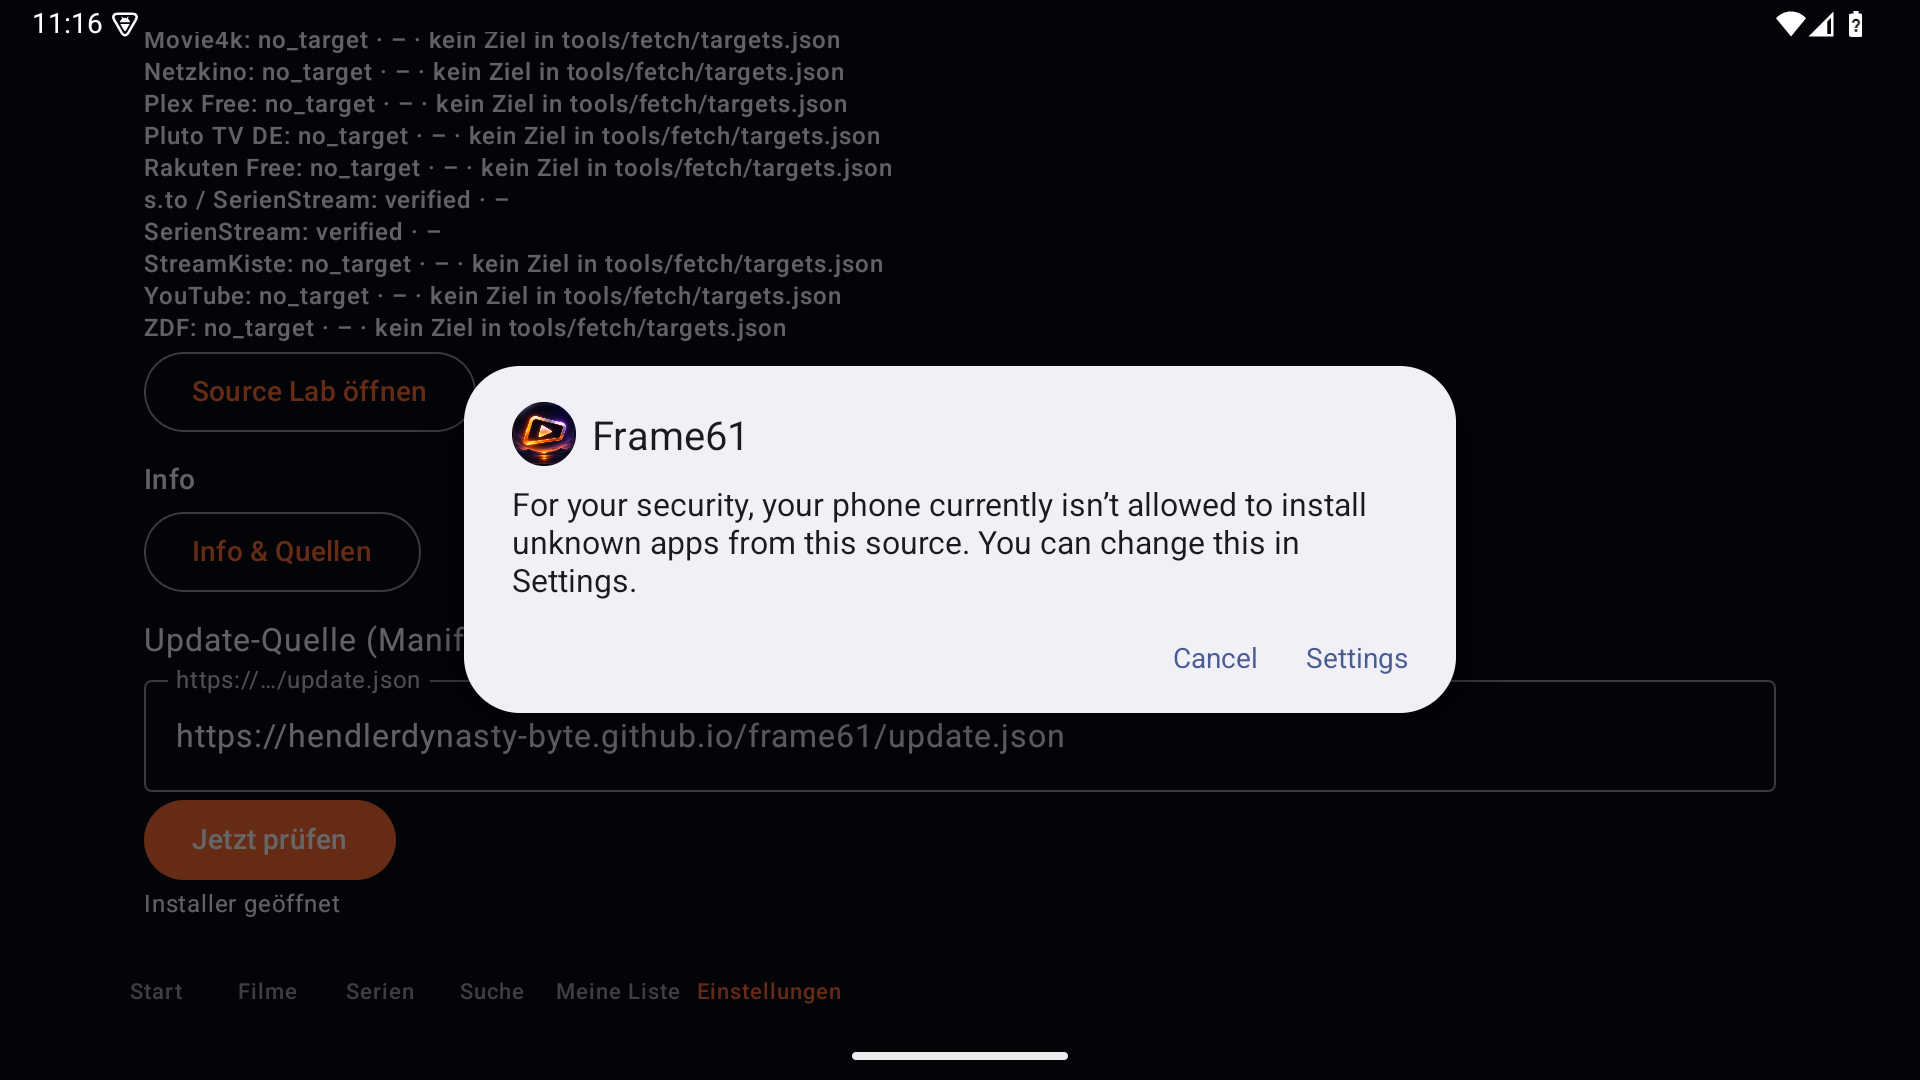 11:16
Movie4k: no_target · – · kein Ziel in tools/fetch/targets.json
Netzkino: no_target · – · kein Ziel in tools/fetch/targets.json
Plex Free: no_target · – · kein Ziel in tools/fetch/targets.json
Pluto TV DE: no_target · – · kein Ziel in tools/fetch/targets.json
Rakuten Free: no_target · – · kein Ziel in tools/fetch/targets.json
s.to / SerienStream: verified · –
SerienStream: verified · –
StreamKiste: no_target · – · kein Ziel in tools/fetch/targets.json
YouTube: no_target · – · kein Ziel in tools/fetch/targets.json
ZDF: no_target · – · kein Ziel in tools/fetch/targets.json
Source Lab öffnen
Info
Info & Quellen
Frame61
For your security, your phone currently isn’t allowed to install
unknown apps from this source. You can change this in
Settings.
Cancel Settings
Update-Quelle (Manif
https://…/update.json
https://hendlerdynasty-byte.github.io/frame61/update.json
Jetzt prüfen
Installer geöffnet
Start Filme Serien Suche Meine Liste Einstellungen